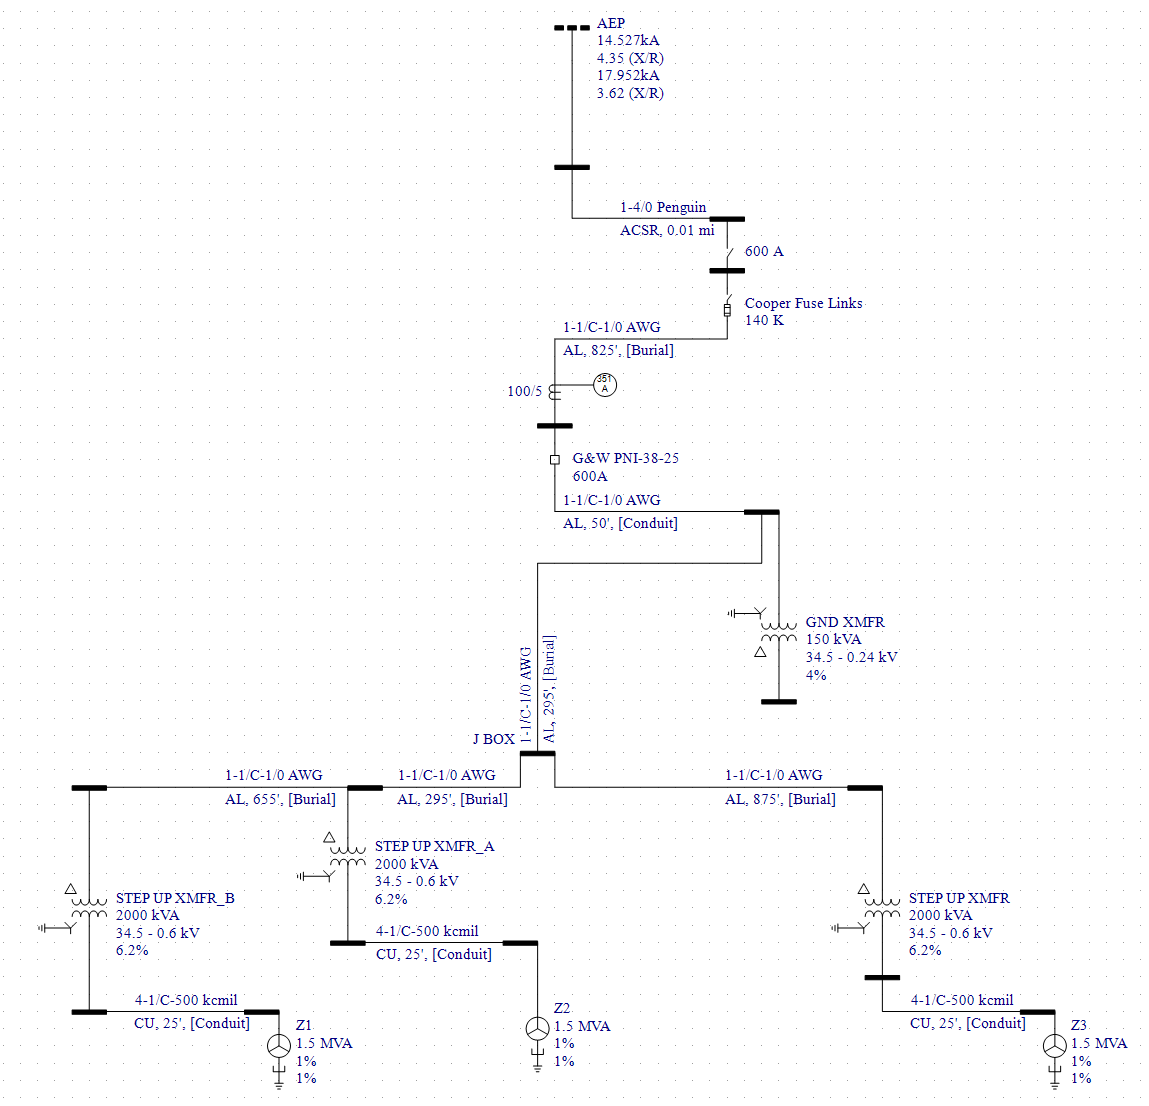 AEP
14.527kA
4.35 (X/R)
17.952kA
3.62 (X/R)
1-4/0 Penguin
ACSR, 0.01 mi
600 A
Cooper Fuse Links
140 K
1-1/C-1/0 AWG
AL, 825', [Burial]
100/5
351
A
G&W PNI-38-25
600A
1-1/C-1/0 AWG
AL, 50', [Conduit]
GND XMFR
150 kVA
34.5 - 0.24 kV
4%
1-1/C-1/0 AWG
AL, 295', [Burial]
J BOX
1-1/C-1/0 AWG
AL, 655', [Burial]
1-1/C-1/0 AWG
AL, 295', [Burial]
1-1/C-1/0 AWG
AL, 875', [Burial]
STEP UP XMFR_A
2000 kVA
34.5 - 0.6 kV
6.2%
STEP UP XMFR_B
2000 kVA
34.5 - 0.6 kV
6.2%
STEP UP XMFR
2000 kVA
34.5 - 0.6 kV
6.2%
4-1/C-500 kcmil
CU, 25', [Conduit]
4-1/C-500 kcmil
CU, 25', [Conduit]
4-1/C-500 kcmil
CU, 25', [Conduit]
Z1
1.5 MVA
1%
1%
Z2
1.5 MVA
1%
1%
Z3
1.5 MVA
1%
1%